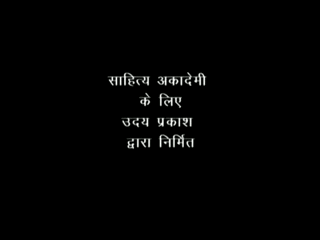 साहित्य अकादेमी
के लिए
उदय प्रकाश
द्वारा निर्मित